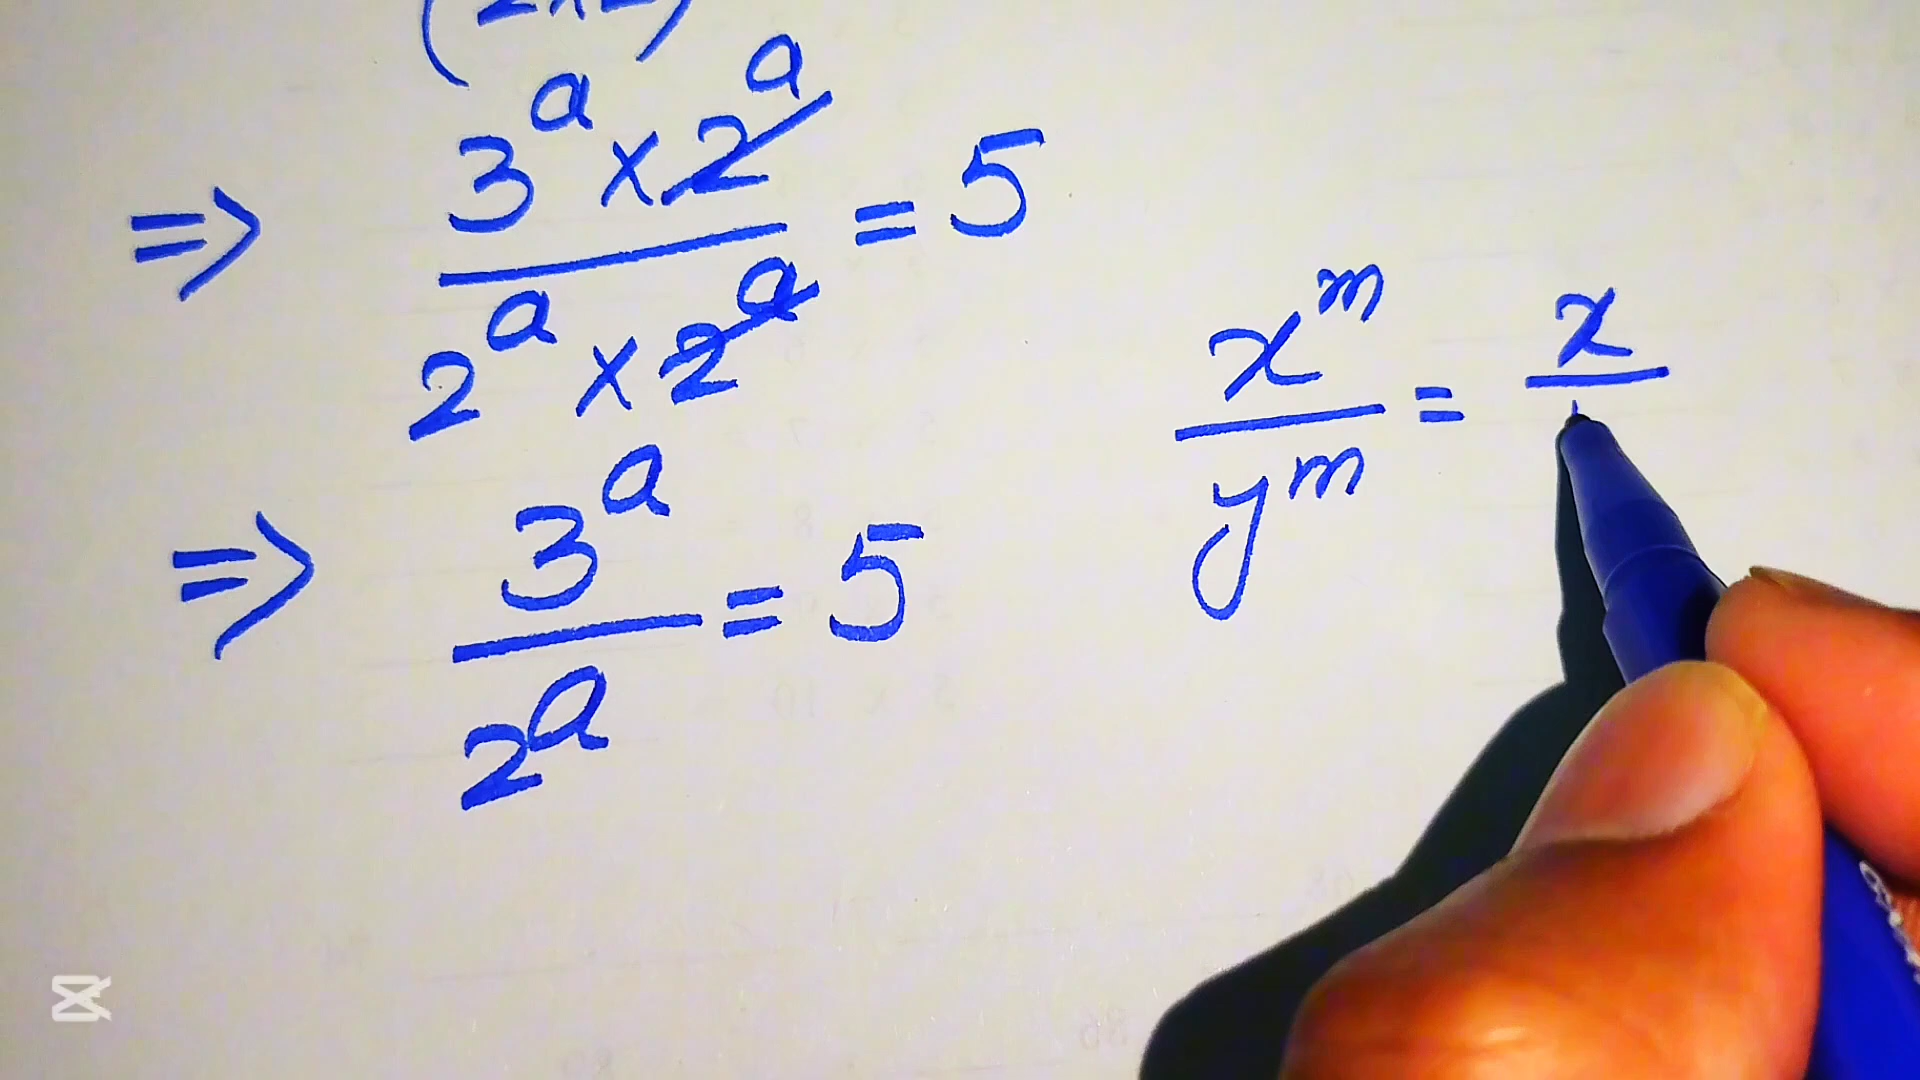 ⇒ 3^a × 2^a / 2^a × 2^a = 5
⇒ 3^a / 2^a = 5
x^m / y^m = x /